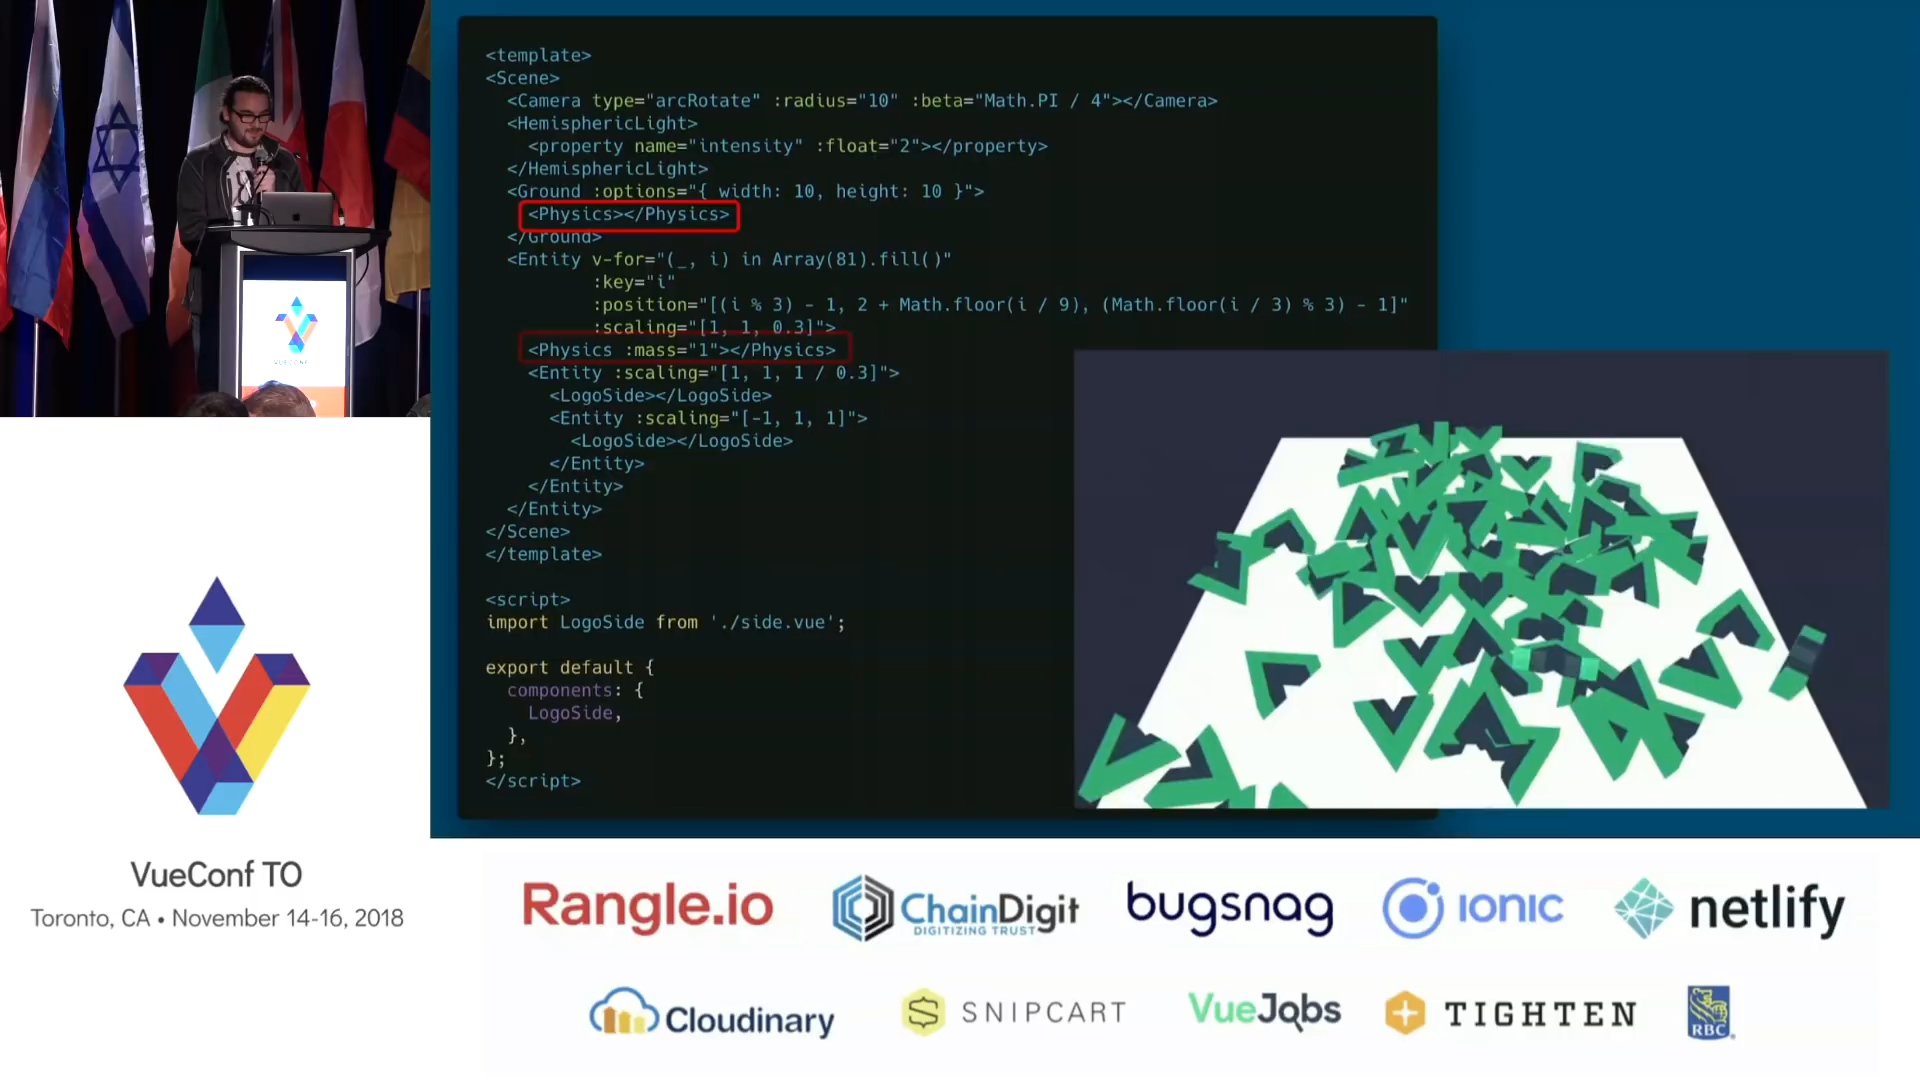 <template>
<Scene>
<Camera type="arcRotate" :radius="10" :beta="Math.PI / 4"></Camera>
<HemisphericLight>
<property name="intensity" :float="2"></property>
</HemisphericLight>
<Ground :options="{ width: 10, height: 10 }">
<Physics></Physics>
</Ground>
<Entity v-for="(_, i) in Array(81).fill()"
:key="i"
:position="[(i % 3) - 1, 2 + Math.floor(i / 9), (Math.floor(i / 3) % 3) - 1]"
:scaling="[1, 1, 0.3]">
<Physics :mass="1"></Physics>
<Entity :scaling="[1, 1, 1 / 0.3]">
<LogoSide></LogoSide>
<Entity :scaling="[-1, 1, 1]">
<LogoSide></LogoSide>
</Entity>
</Entity>
</Entity>
</Scene>
</template>
<script>
import LogoSide from './side.vue';
export default {
components: {
LogoSide,
},
};
</script>
VUECONF
VueConf TO
Toronto, CA • November 14-16, 2018
Rangle.io
ChainDigit
DIGITIZING TRUST
bugsnag
IONIC
netlify
Cloudinary
SNIPCART
VueJobs
TIGHTEN
RBC